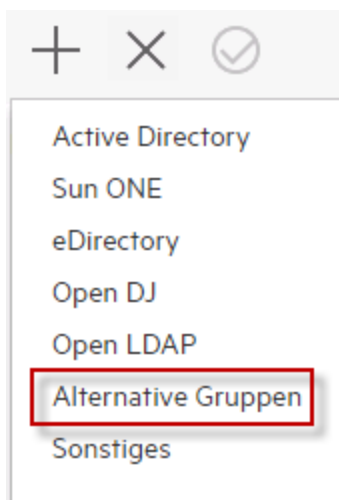 Active Directory
Sun ONE
eDirectory
Open DJ
Open LDAP
Alternative Gruppen
Sonstiges